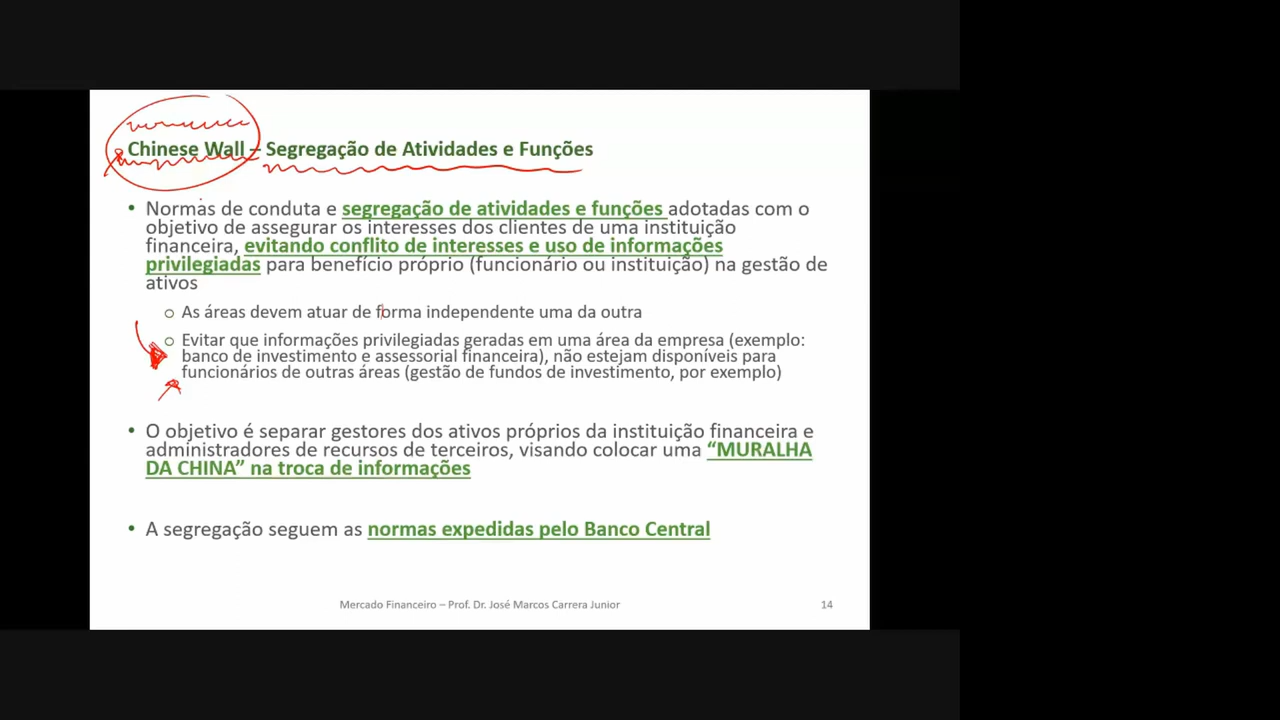 Chinese Wall – Segregação de Atividades e Funções
• Normas de conduta e segregação de atividades e funções adotadas com o
objetivo de assegurar os interesses dos clientes de uma instituição
financeira, evitando conflito de interesses e uso de informações
privilegiadas para benefício próprio (funcionário ou instituição) na gestão de
ativos
o As áreas devem atuar de forma independente uma da outra
o Evitar que informações privilegiadas geradas em uma área da empresa (exemplo:
banco de investimento e assessorial financeira), não estejam disponíveis para
funcionários de outras áreas (gestão de fundos de investimento, por exemplo)
• O objetivo é separar gestores dos ativos próprios da instituição financeira e
administradores de recursos de terceiros, visando colocar uma “MURALHA
DA CHINA” na troca de informações
• A segregação seguem as normas expedidas pelo Banco Central
Mercado Financeiro – Prof. Dr. José Marcos Carrera Junior 14